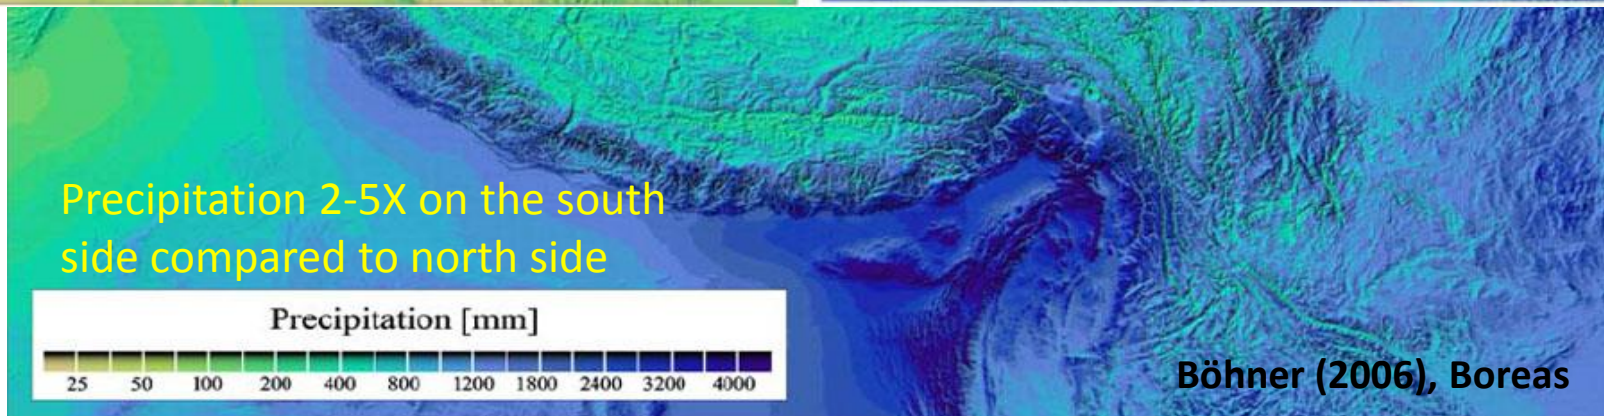 Precipitation 2-5X on the south
side compared to north side
Precipitation [mm]
25 50 100 200 400 800 1200 1800 2400 3200 4000
Böhner (2006), Boreas